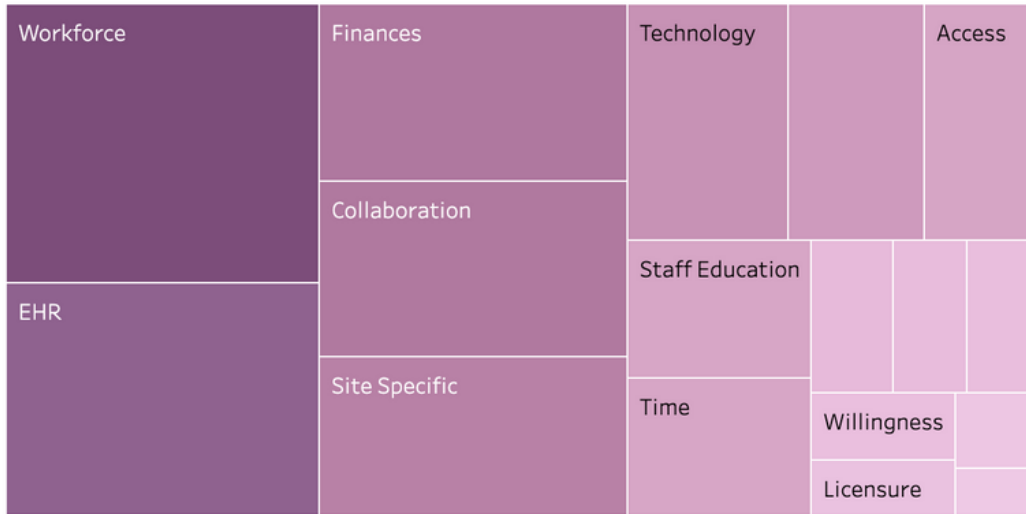 Workforce
Finances
Technology
Access
Collaboration
Staff Education
EHR
Site Specific
Time
Willingness
Licensure